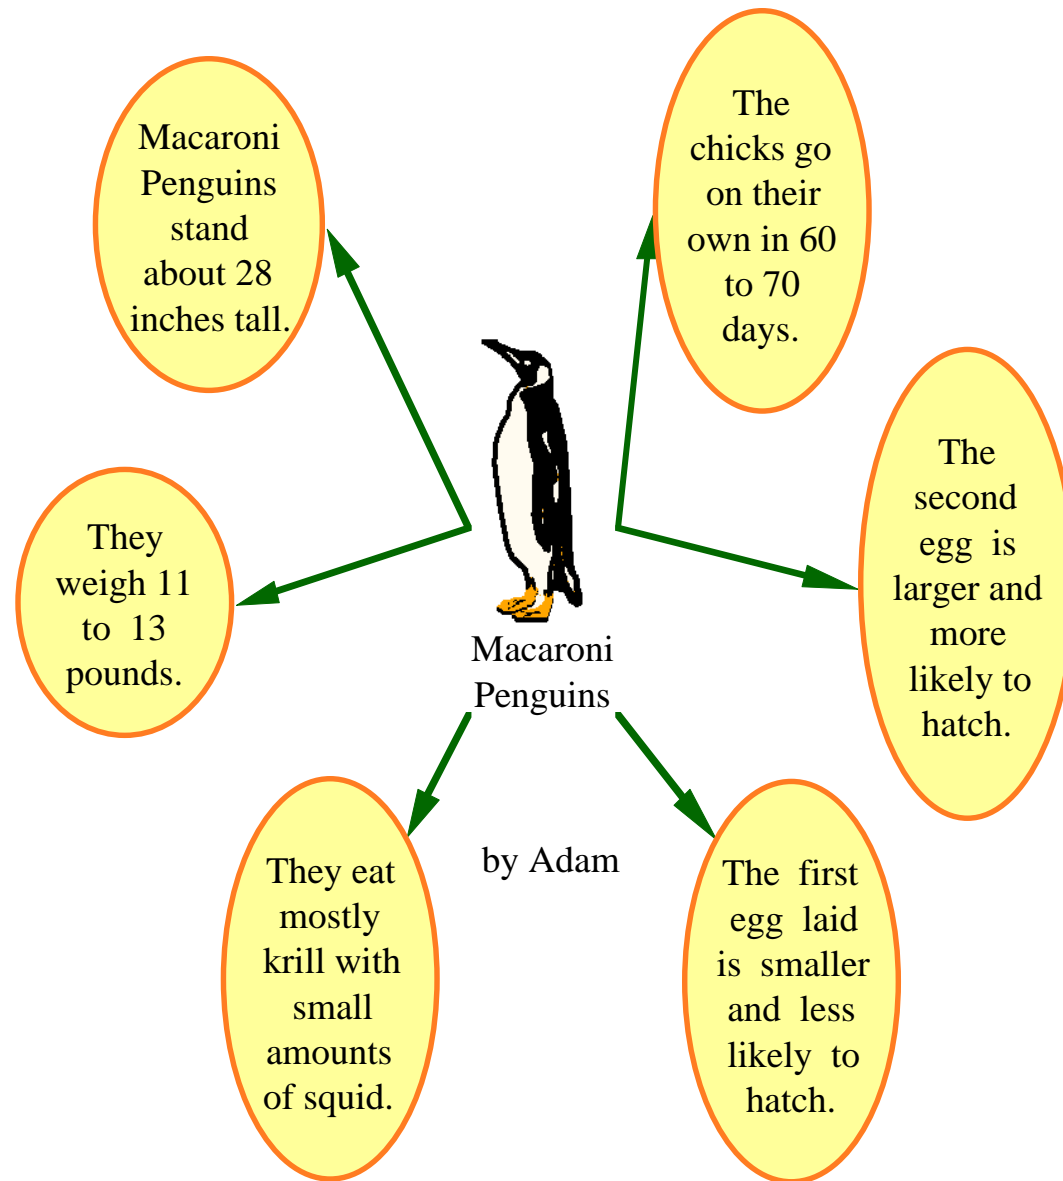 Macaroni
Penguins
stand
about 28
inches tall.
The
chicks go
on their
own in 60
to 70
days.
They
weigh 11
to 13
pounds.
The
second
egg is
larger and
more
likely to
hatch.
Macaroni
Penguins
by Adam
They eat
mostly
krill with
small
amounts
of squid.
The first
egg laid
is smaller
and less
likely to
hatch.